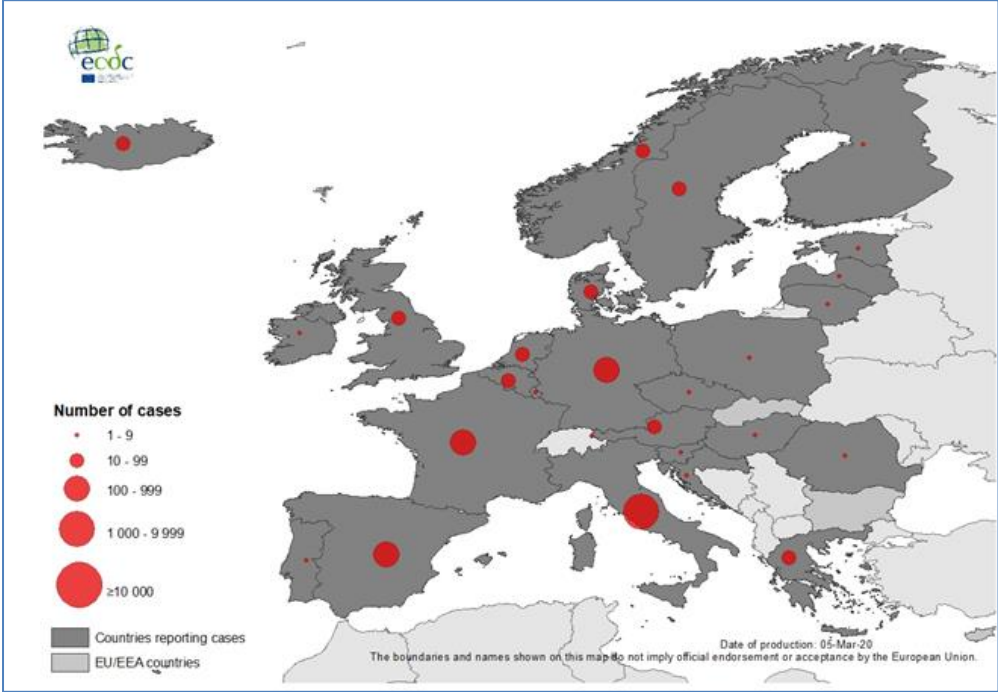 ecdc
Number of cases
1 - 9
10 - 99
100 - 999
1 000 - 9 999
≥10 000
Countries reporting cases
EU/EEA countries
Date of production: 05-Mar-20
The boundaries and names shown on this map do not imply official endorsement or acceptance by the European Union.